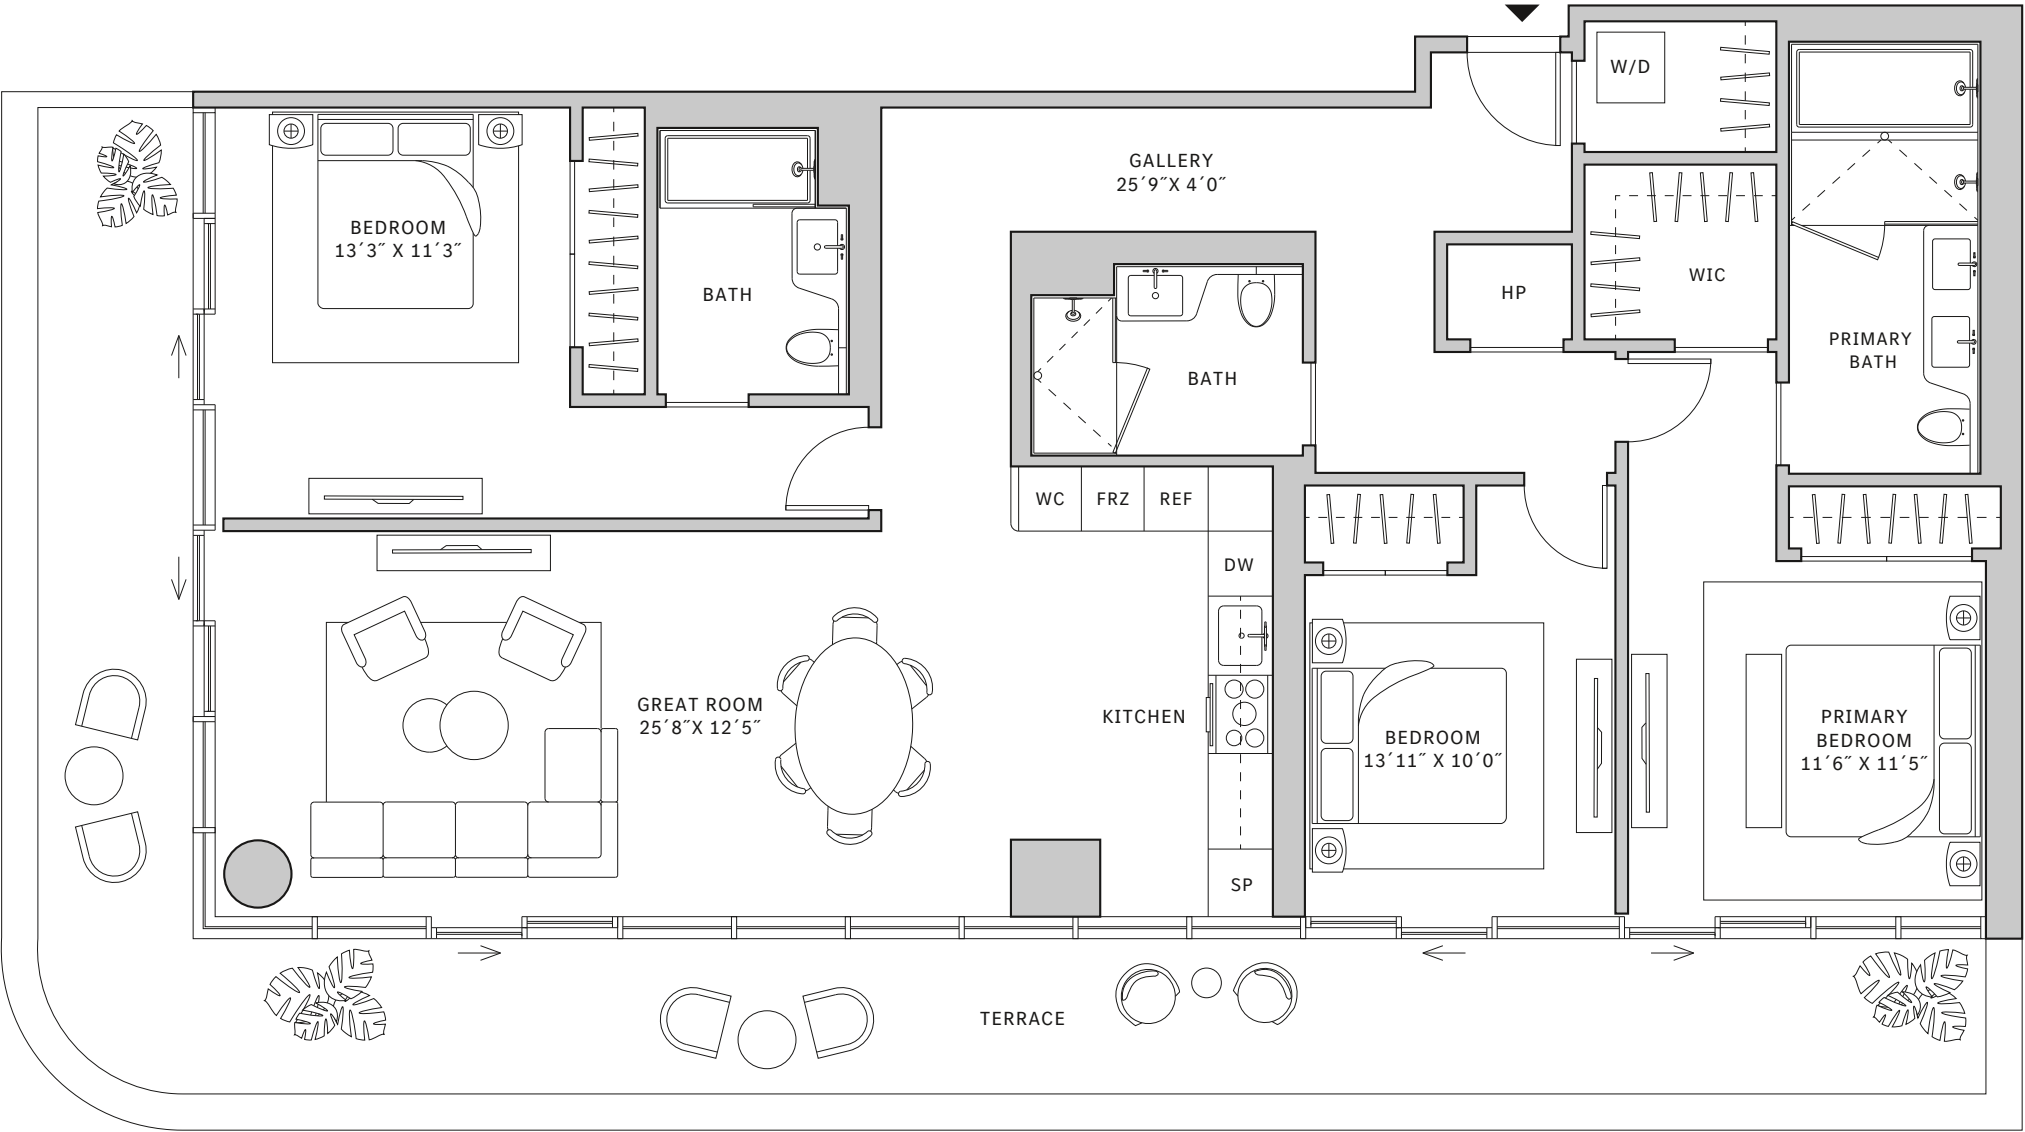 W/D
GALLERY
25´9˝X 4´0˝
BEDROOM
13´3˝ X 11´3˝
BATH
WIC
HP
PRIMARY
BATH
BATH
WC
FRZ
REF
DW
GREAT ROOM
25´8˝X 12´5˝
KITCHEN
BEDROOM
13´11˝ X 10´0˝
PRIMARY
BEDROOM
11´6˝ X 11´5˝
SP
TERRACE